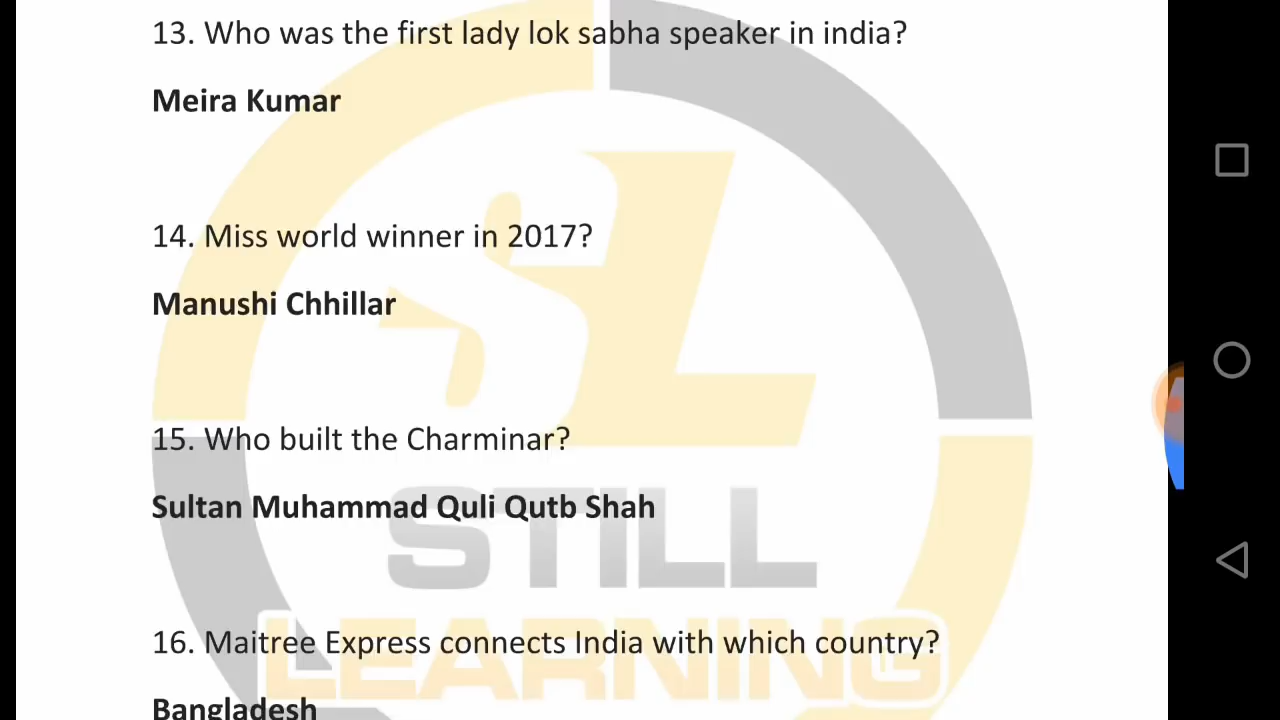 13. Who was the first lady lok sabha speaker in india?
Meira Kumar
14. Miss world winner in 2017?
Manushi Chhillar
15. Who built the Charminar?
Sultan Muhammad Quli Qutb Shah
16. Maitree Express connects India with which country?
Bangladesh
SL
STILL
LEARNING